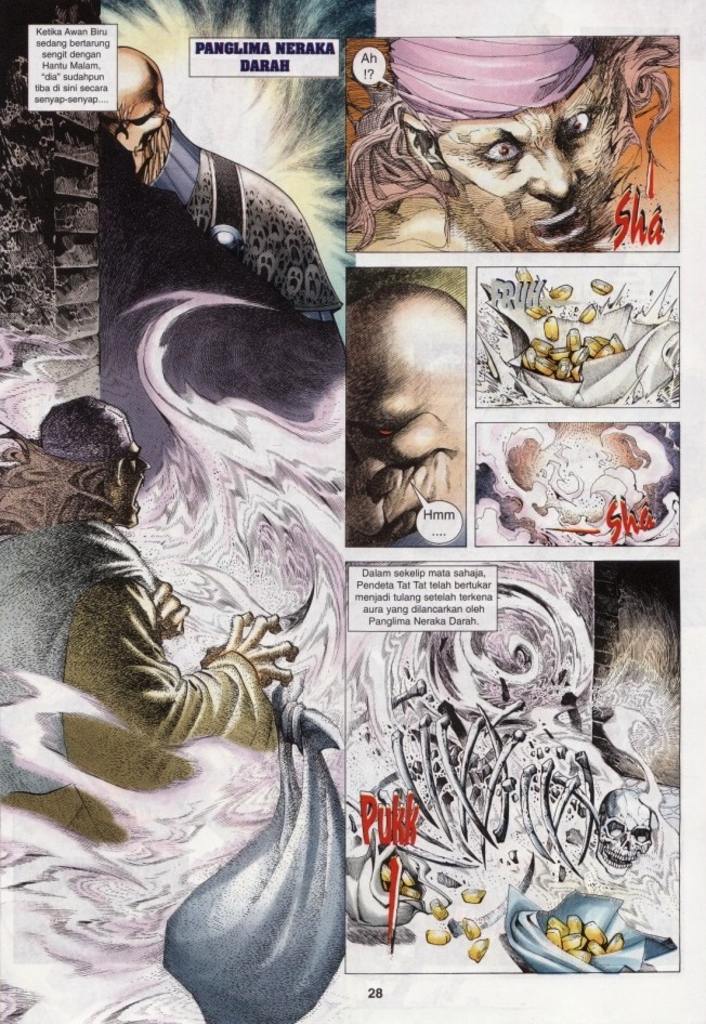 Ketika Awan Biru
sedang bertarung
sengit dengan
Hantu Malam,
"dia" sudahpun
tiba di sini secara
senyap-senyap....
PANGLIMA NERAKA
DARAH
Ah
!?
Sha
FRUH
Hmm
....
Sha
Dalam sekelip mata sahaja,
Pendeta Tat Tat telah bertukar
menjadi tulang setelah terkena
aura yang dilancarkan oleh
Panglima Neraka Darah.
Pukk
!
28